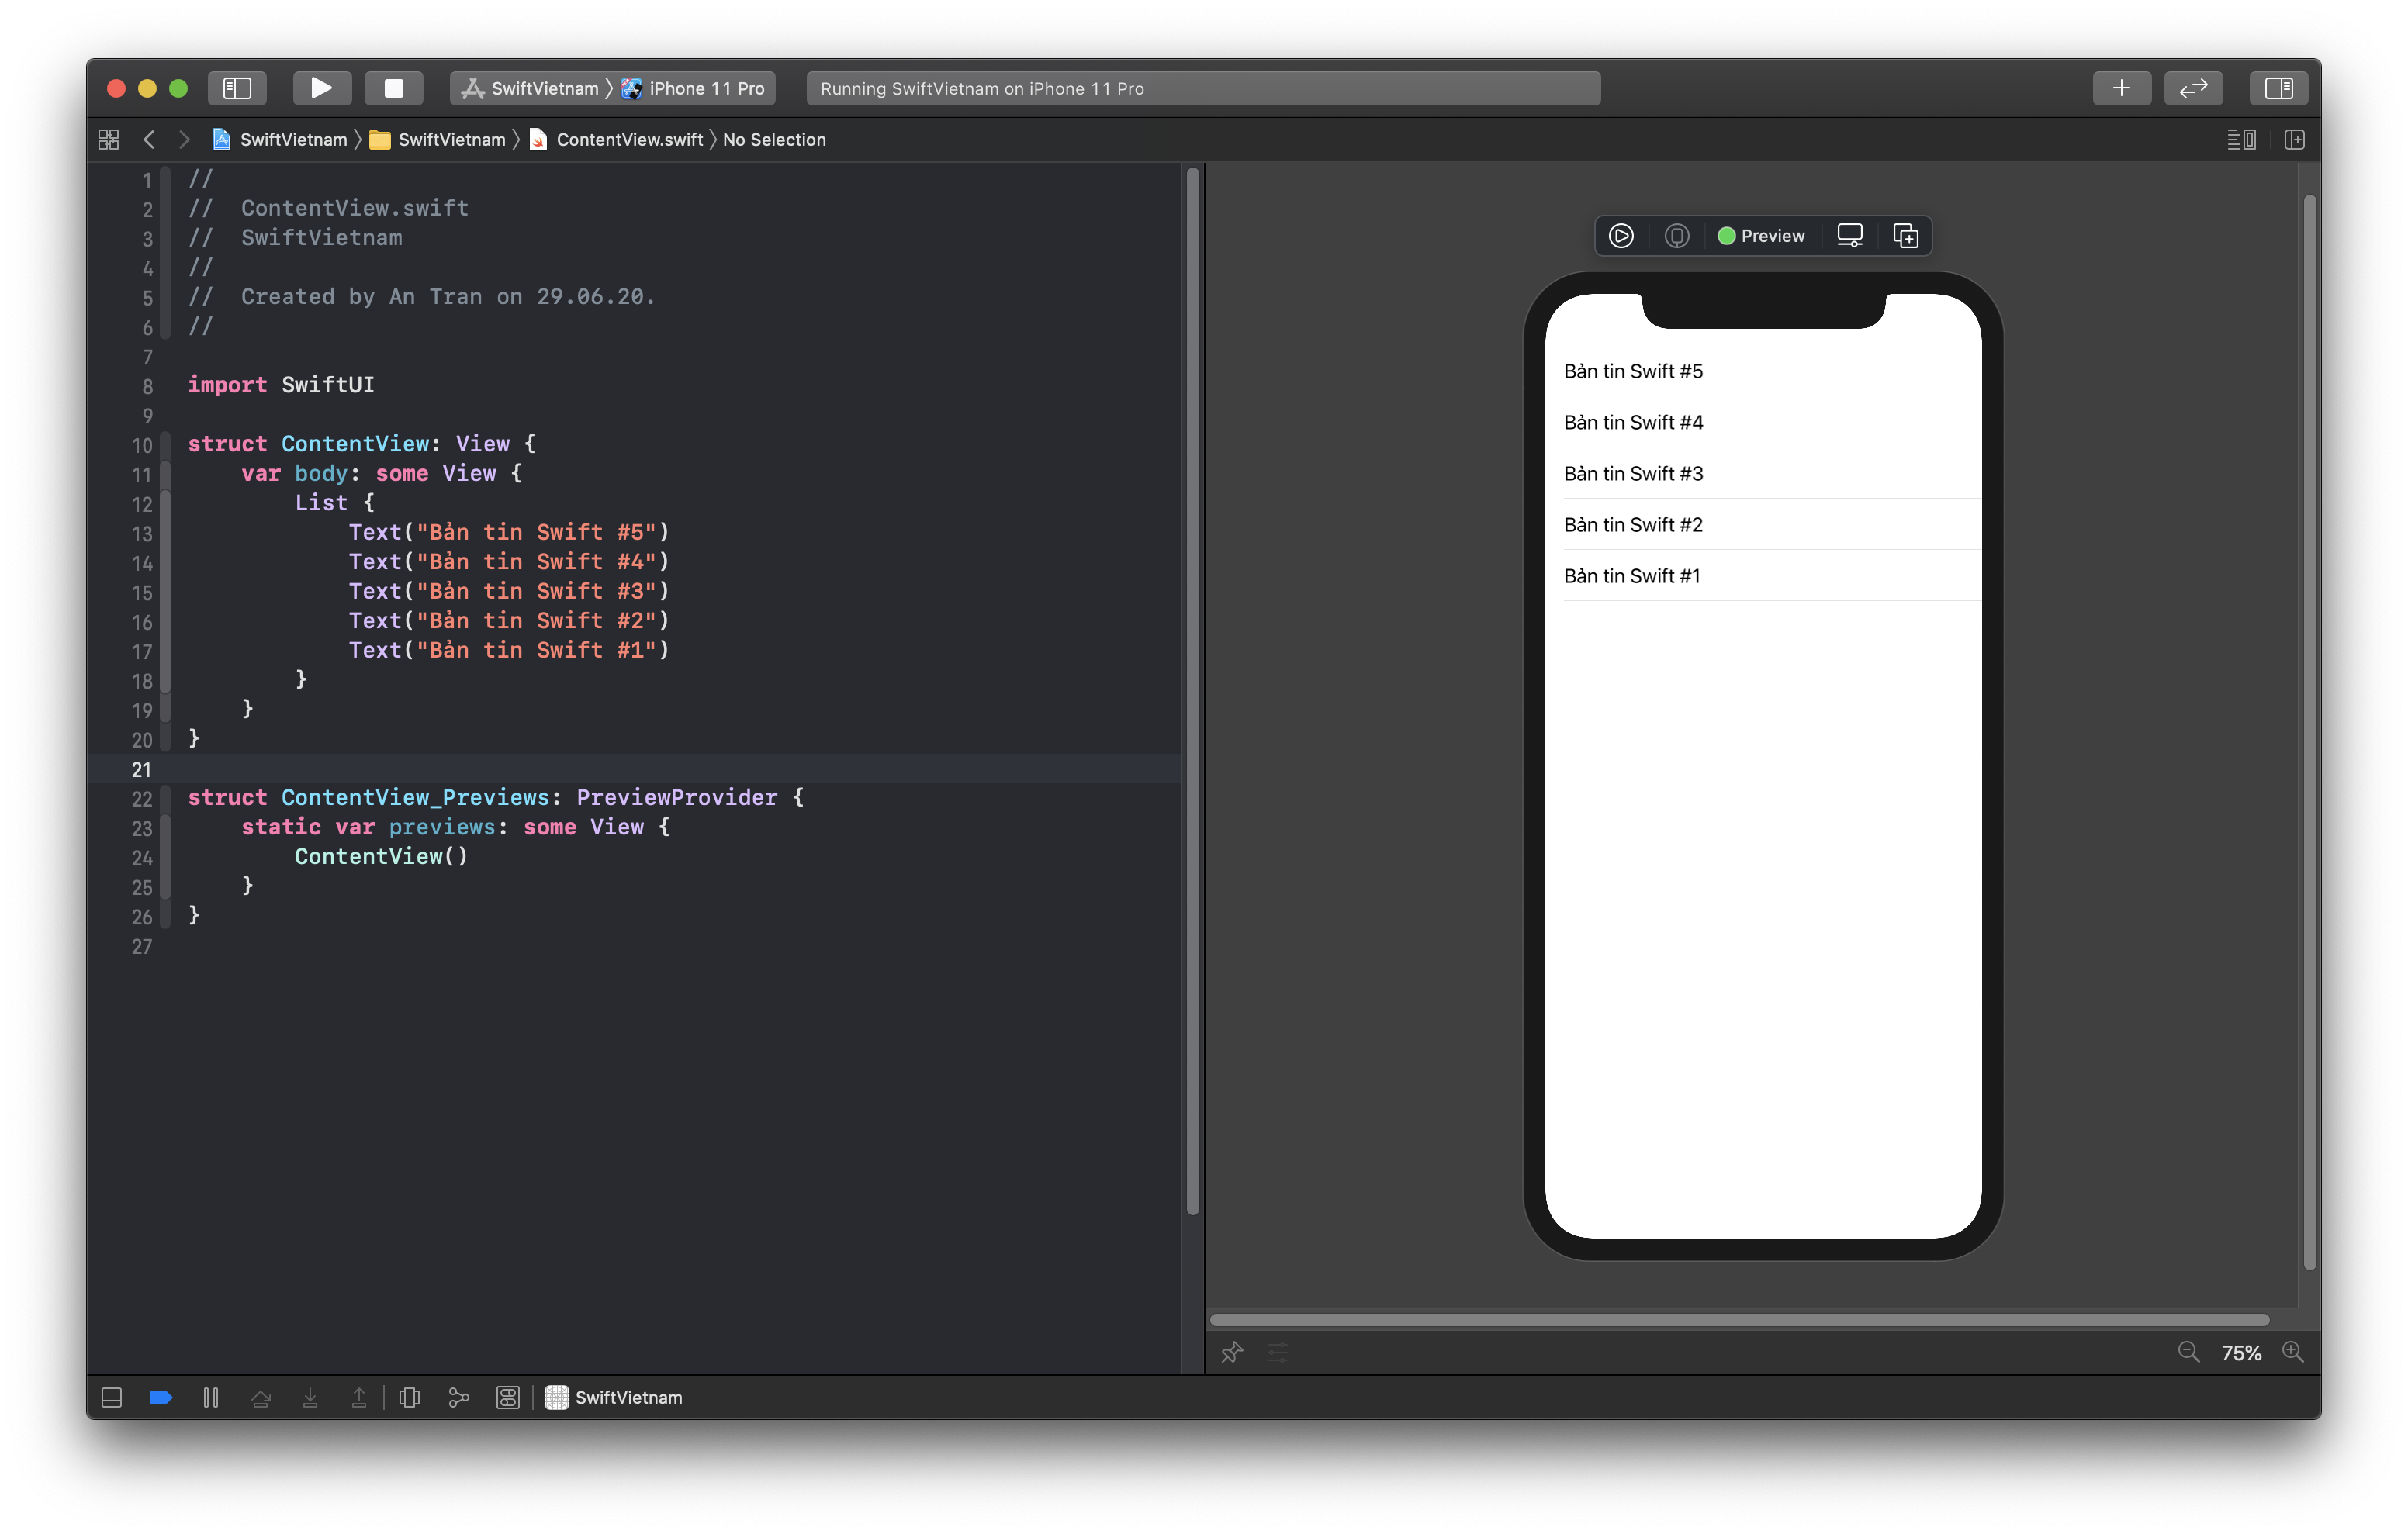 SwiftVietnam 〉 iPhone 11 Pro
Running SwiftVietnam on iPhone 11 Pro
SwiftVietnam 〉 SwiftVietnam 〉 ContentView.swift 〉 No Selection
1 //
2 //  ContentView.swift
3 //  SwiftVietnam
4 //
5 //  Created by An Tran on 29.06.20.
6 //
7
8 import SwiftUI
9
10 struct ContentView: View {
11     var body: some View {
12         List {
13             Text("Bản tin Swift #5")
14             Text("Bản tin Swift #4")
15             Text("Bản tin Swift #3")
16             Text("Bản tin Swift #2")
17             Text("Bản tin Swift #1")
18         }
19     }
20 }
21
22 struct ContentView_Previews: PreviewProvider {
23     static var previews: some View {
24         ContentView()
25     }
26 }
27
Preview
Bản tin Swift #5
Bản tin Swift #4
Bản tin Swift #3
Bản tin Swift #2
Bản tin Swift #1
75%
SwiftVietnam